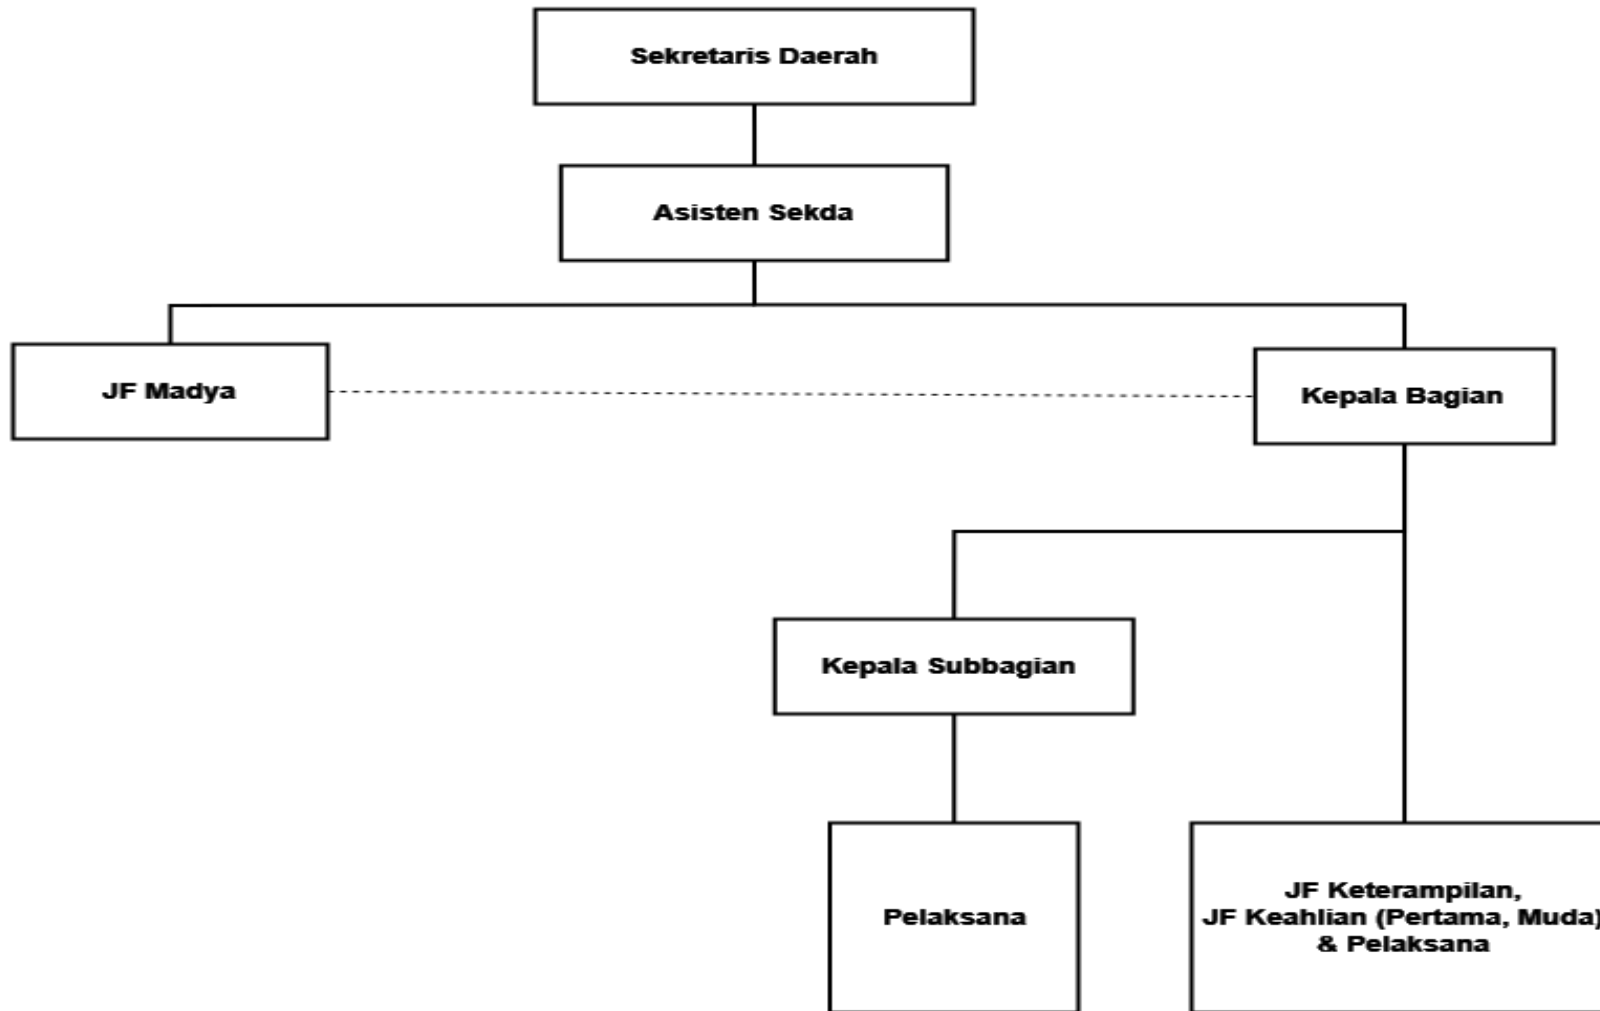 Sekretaris Daerah
Asisten Sekda
JF Madya
Kepala Bagian
Kepala Subbagian
Pelaksana
JF Keterampilan,
JF Keahlian (Pertama, Muda)
& Pelaksana